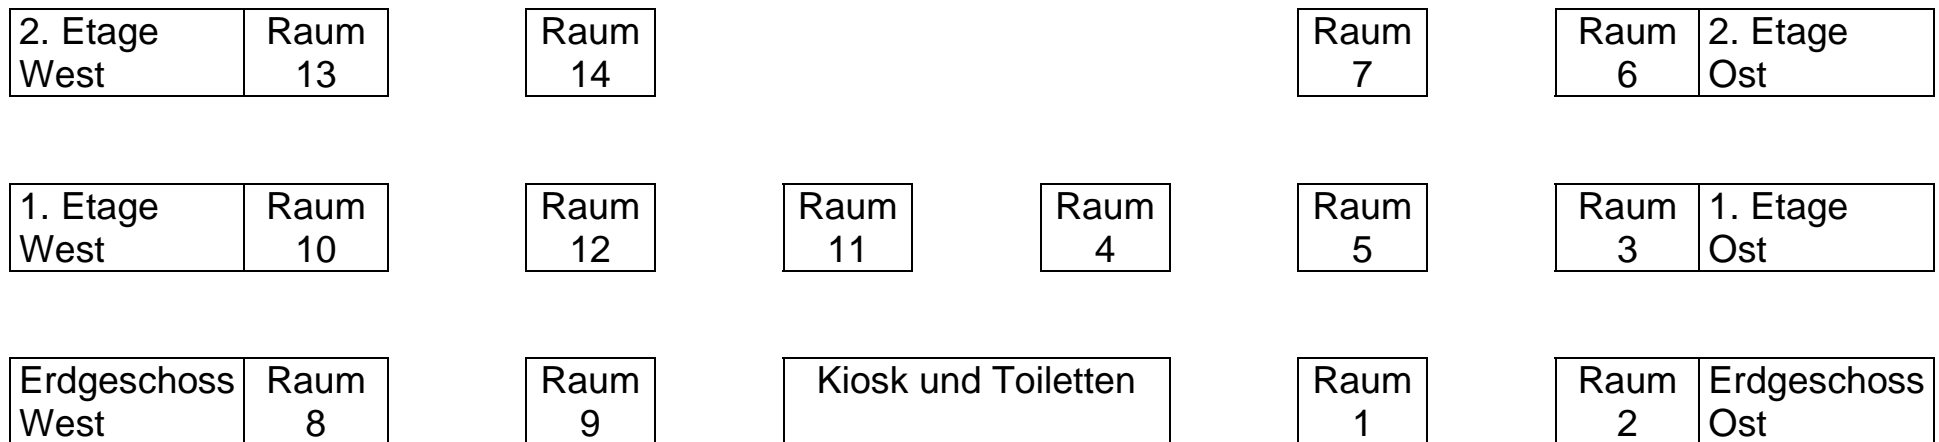 2. Etage West Raum 13 Raum 14 Raum 7 Raum 6 2. Etage Ost
1. Etage West Raum 10 Raum 12 Raum 11 Raum 4 Raum 5 Raum 3 1. Etage Ost
Erdgeschoss West Raum 8 Raum 9 Kiosk und Toiletten Raum 1 Raum 2 Erdgeschoss Ost